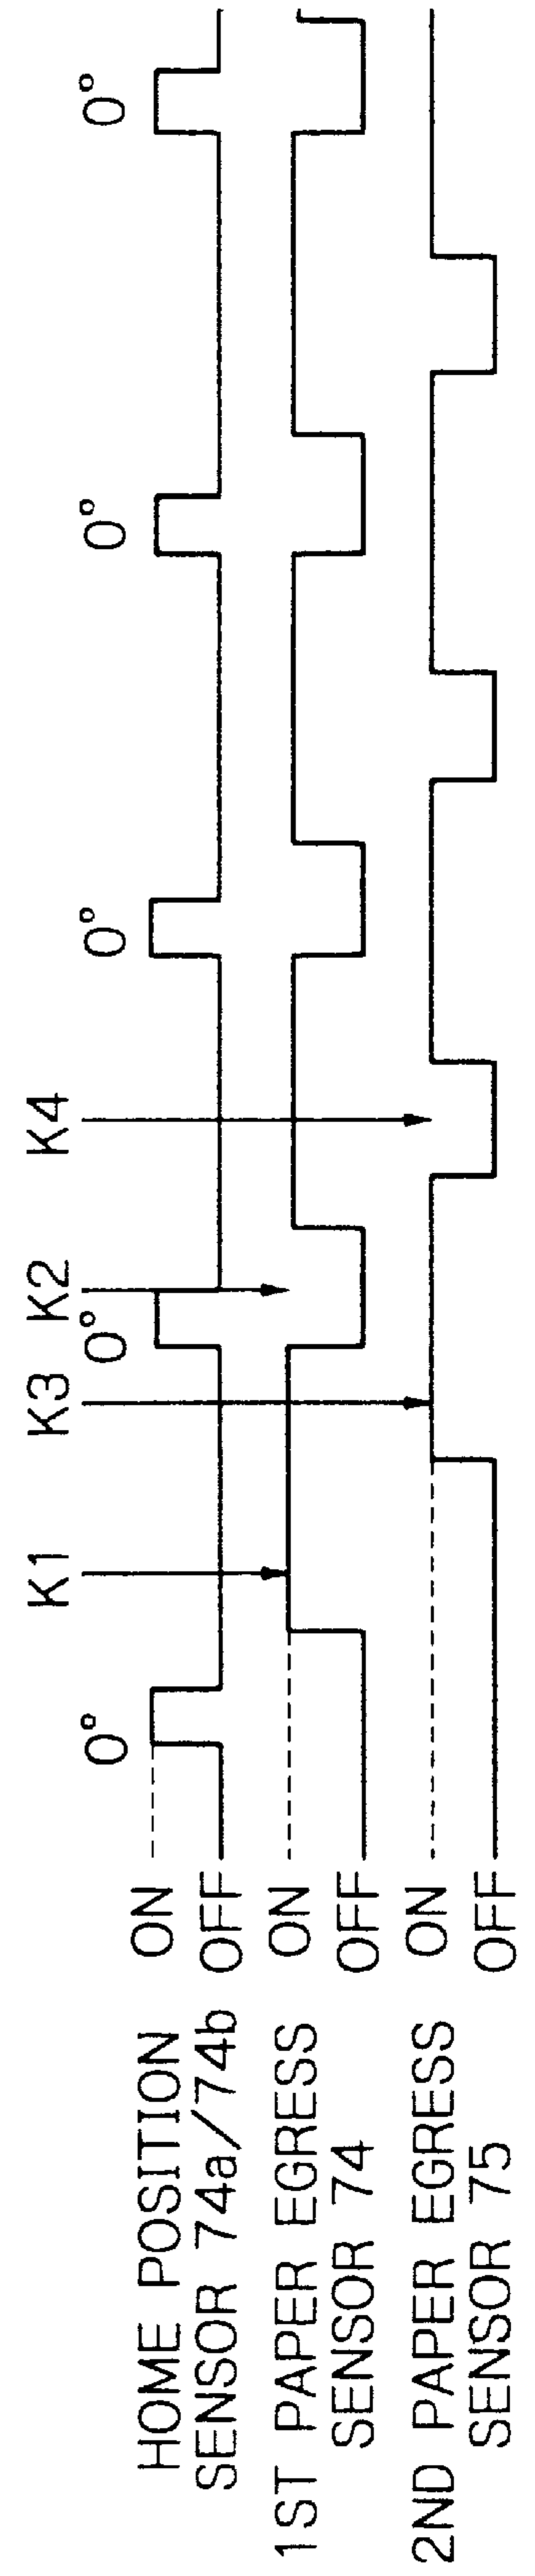 K1 K3 K2 K4
0° 0° 0° 0° 0°
HOME POSITION ON
SENSOR 74a/74b OFF
1ST PAPER EGRESS ON
SENSOR 74 OFF
2ND PAPER EGRESS ON
SENSOR 75 OFF